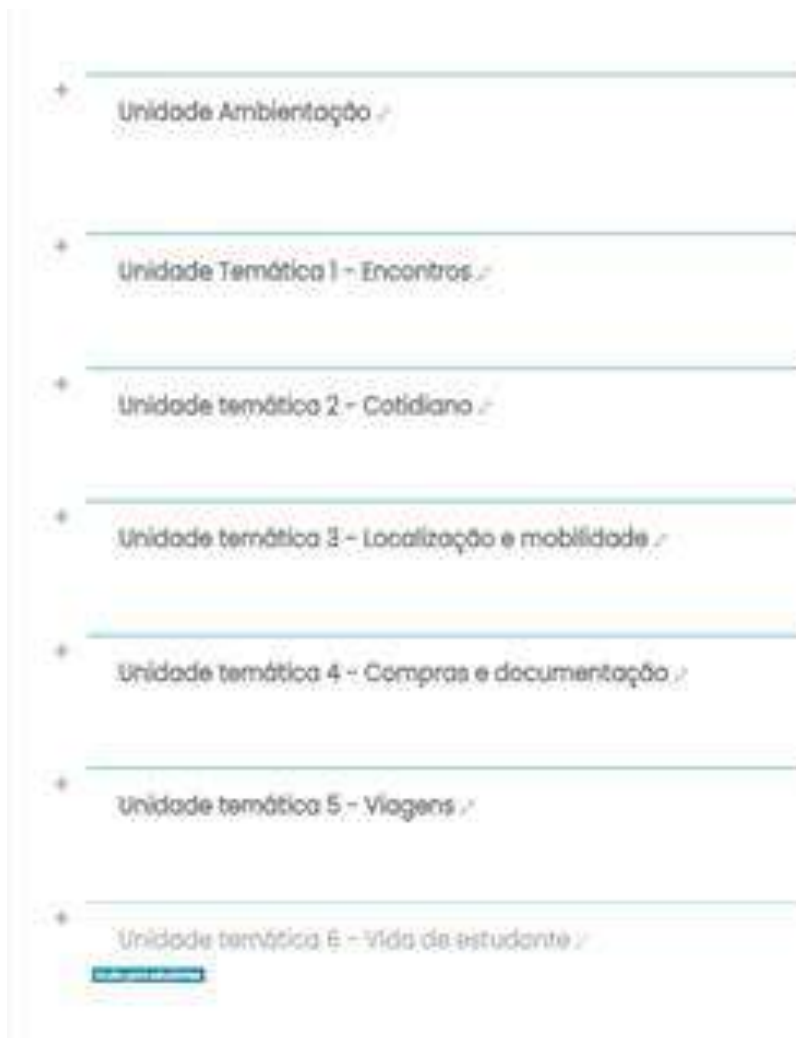 Unidade Ambientação
Unidade Temática 1 - Encontros
Unidade temática 2 - Cotidiano
Unidade temática 3 - Localização e mobilidade
Unidade temática 4 - Compras e documentação
Unidade temática 5 - Viagens
Unidade temática 6 - Vida de estudante